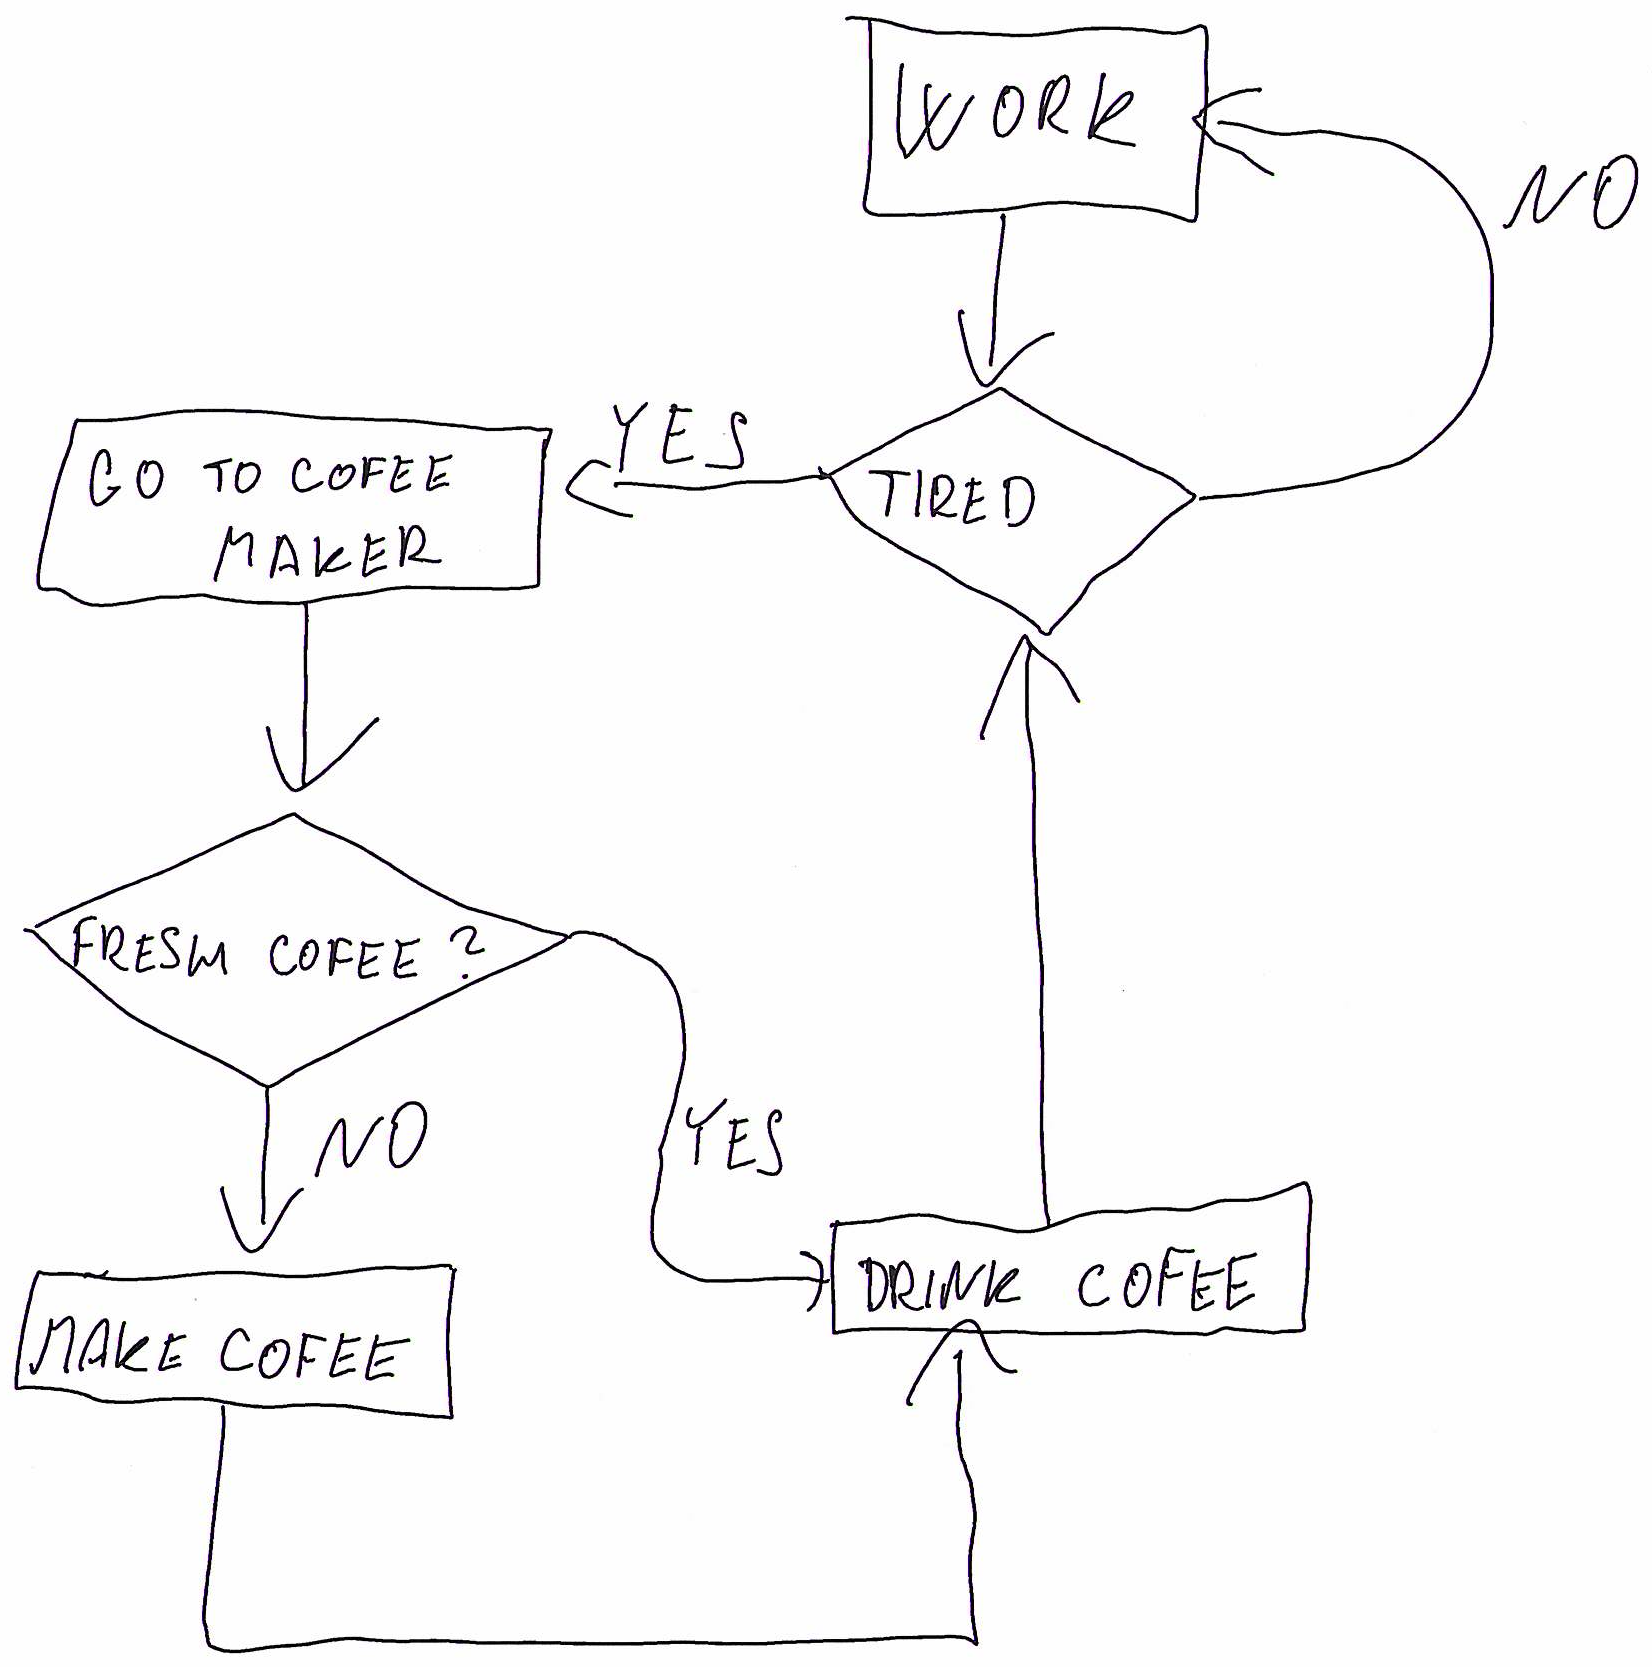 WORK
NO
YES
TIRED
GO TO COFEE
MAKER
FRESH COFEE ?
NO
YES
MAKE COFEE
DRINK COFEE